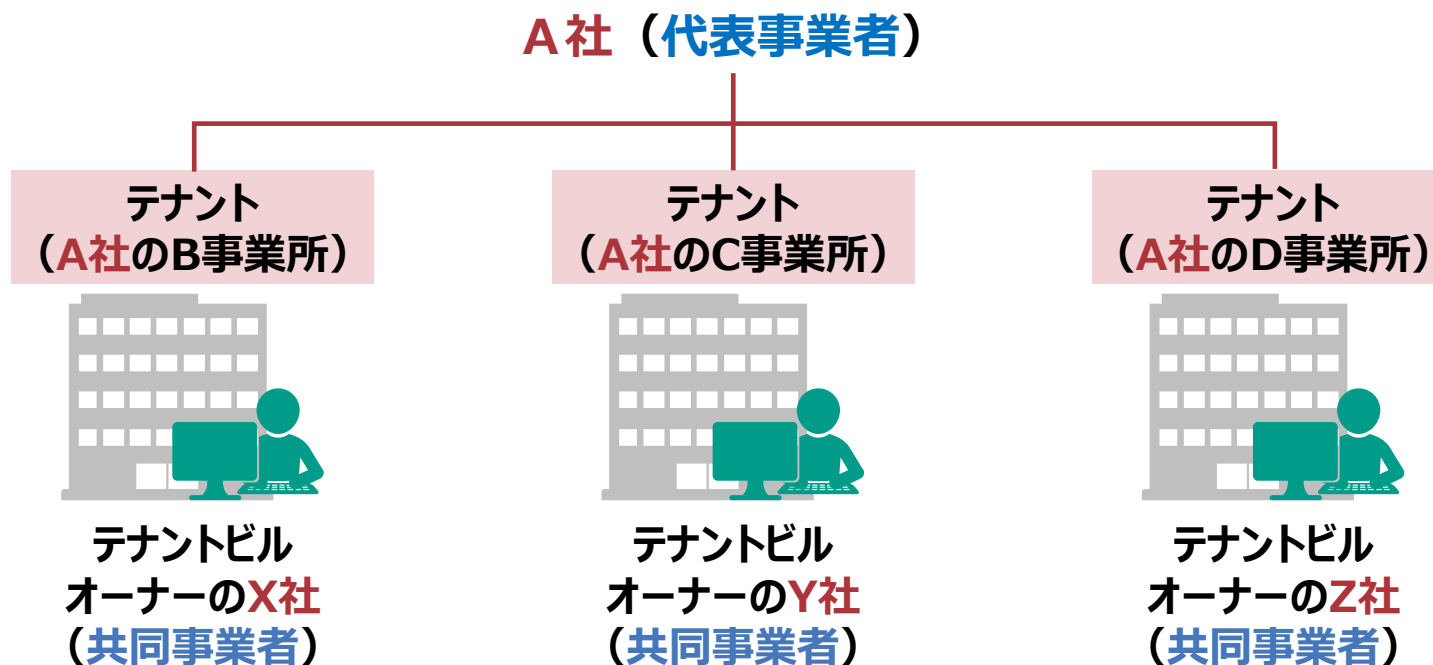 A社（代表事業者）
テナント
（A社のB事業所）
テナント
（A社のC事業所）
テナント
（A社のD事業所）
テナントビル
オーナーのX社
（共同事業者）
テナントビル
オーナーのY社
（共同事業者）
テナントビル
オーナーのZ社
（共同事業者）